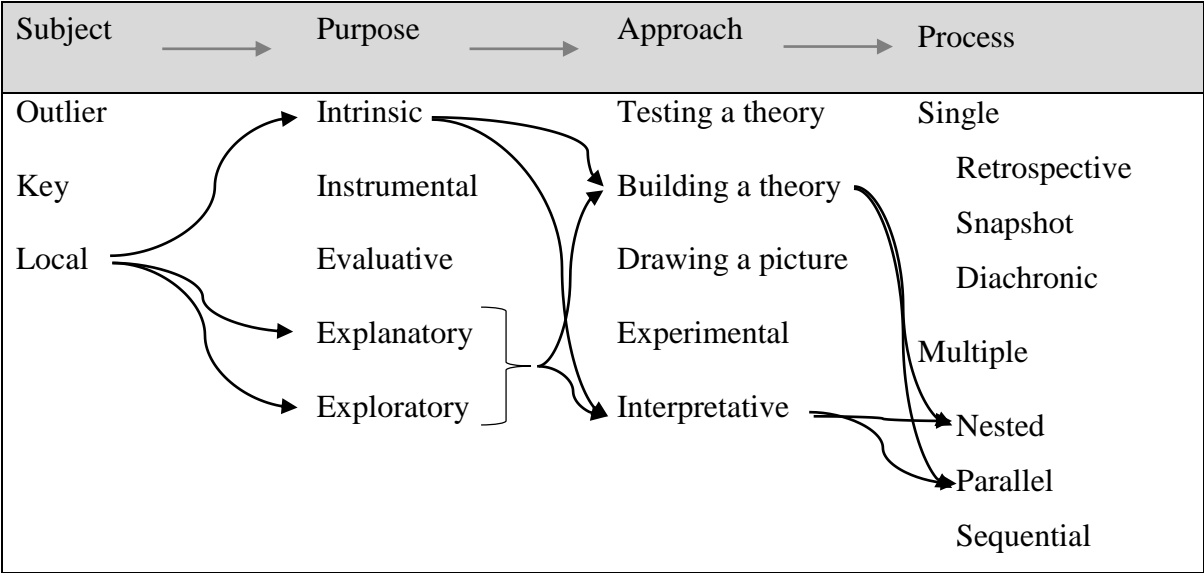 Subject Purpose Approach Process
Outlier Intrinsic Testing a theory Single
Retrospective
Key Instrumental Building a theory
Snapshot
Local Evaluative Drawing a picture
Diachronic
Explanatory Experimental
Multiple
Exploratory Interpretative
Nested
Parallel
Sequential